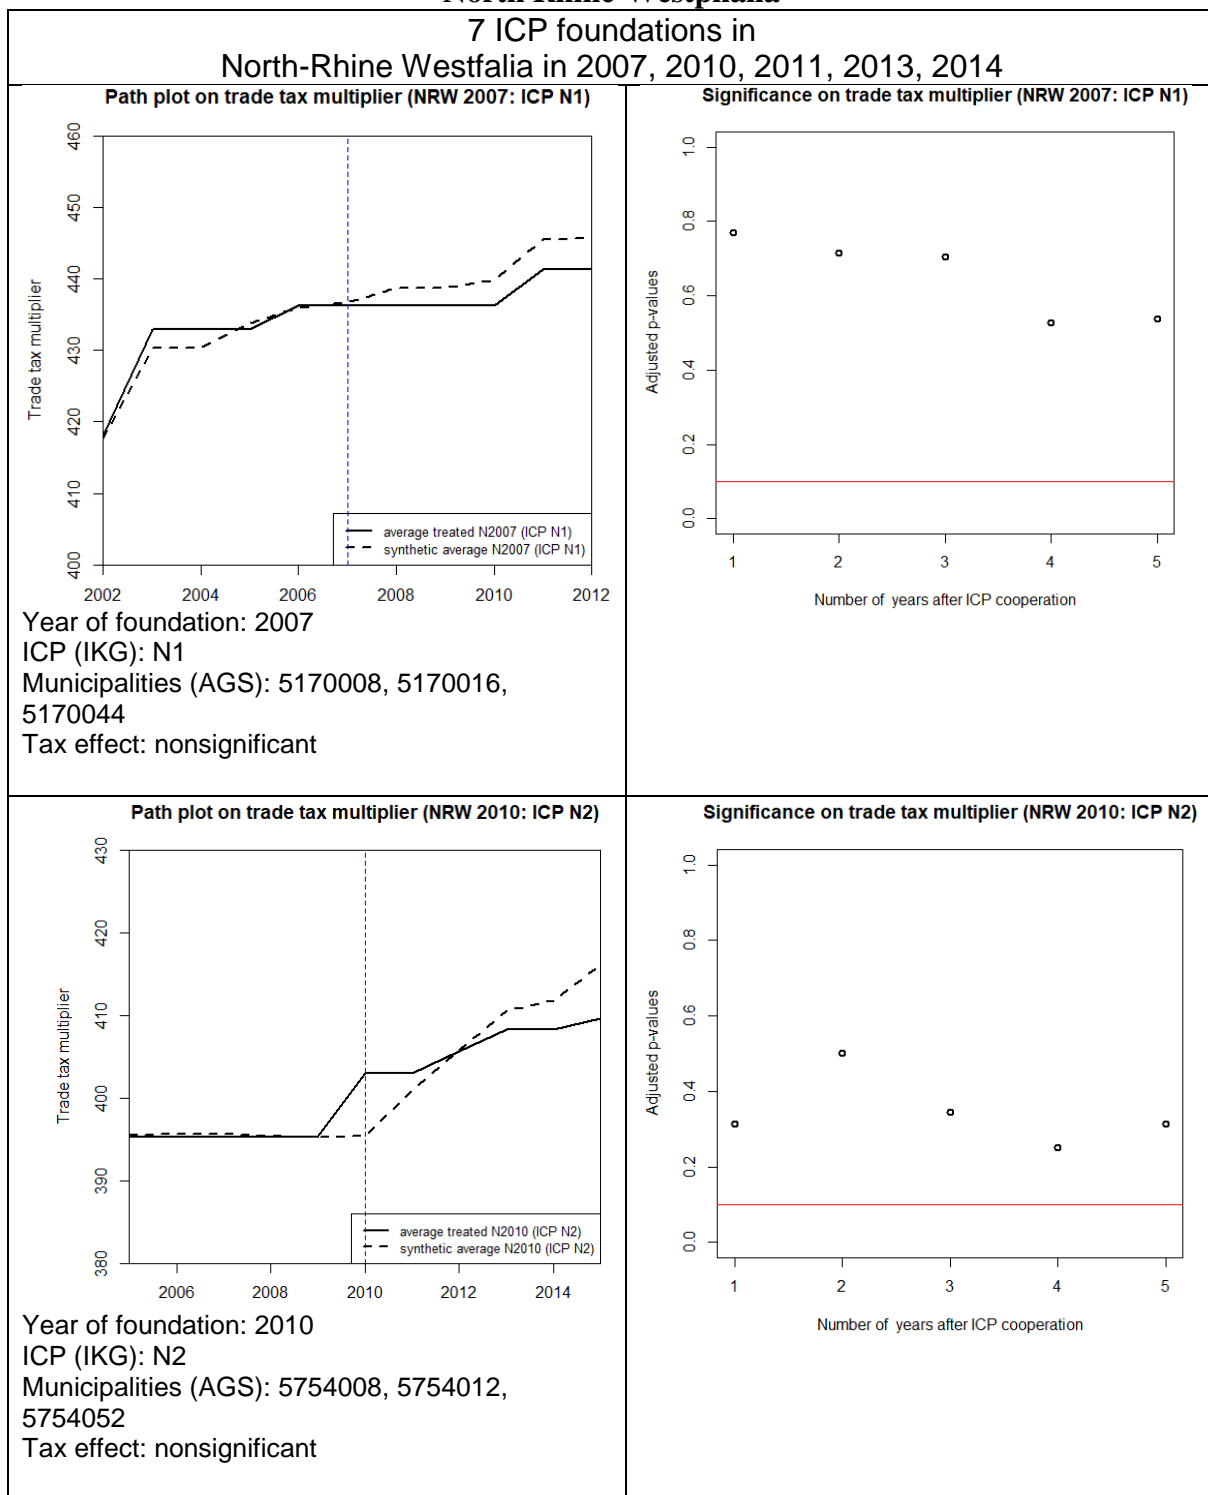 North Rhine-Westphalia
7 ICP foundations in
North-Rhine Westfalia in 2007, 2010, 2011, 2013, 2014
Path plot on trade tax multiplier (NRW 2007: ICP N1)
Trade tax multiplier
460
450
440
430
420
410
400
average treated N2007 (ICP N1)
synthetic average N2007 (ICP N1)
2002 2004 2006 2008 2010 2012
Year of foundation: 2007
ICP (IKG): N1
Municipalities (AGS): 5170008, 5170016,
5170044
Tax effect: nonsignificant
Significance on trade tax multiplier (NRW 2007: ICP N1)
Adjusted p-values
1.0
0.8
0.6
0.4
0.2
0.0
1 2 3 4 5
Number of years after ICP cooperation
Path plot on trade tax multiplier (NRW 2010: ICP N2)
Trade tax multiplier
430
420
410
400
390
380
average treated N2010 (ICP N2)
synthetic average N2010 (ICP N2)
2006 2008 2010 2012 2014
Year of foundation: 2010
ICP (IKG): N2
Municipalities (AGS): 5754008, 5754012,
5754052
Tax effect: nonsignificant
Significance on trade tax multiplier (NRW 2010: ICP N2)
Adjusted p-values
1.0
0.8
0.6
0.4
0.2
0.0
1 2 3 4 5
Number of years after ICP cooperation